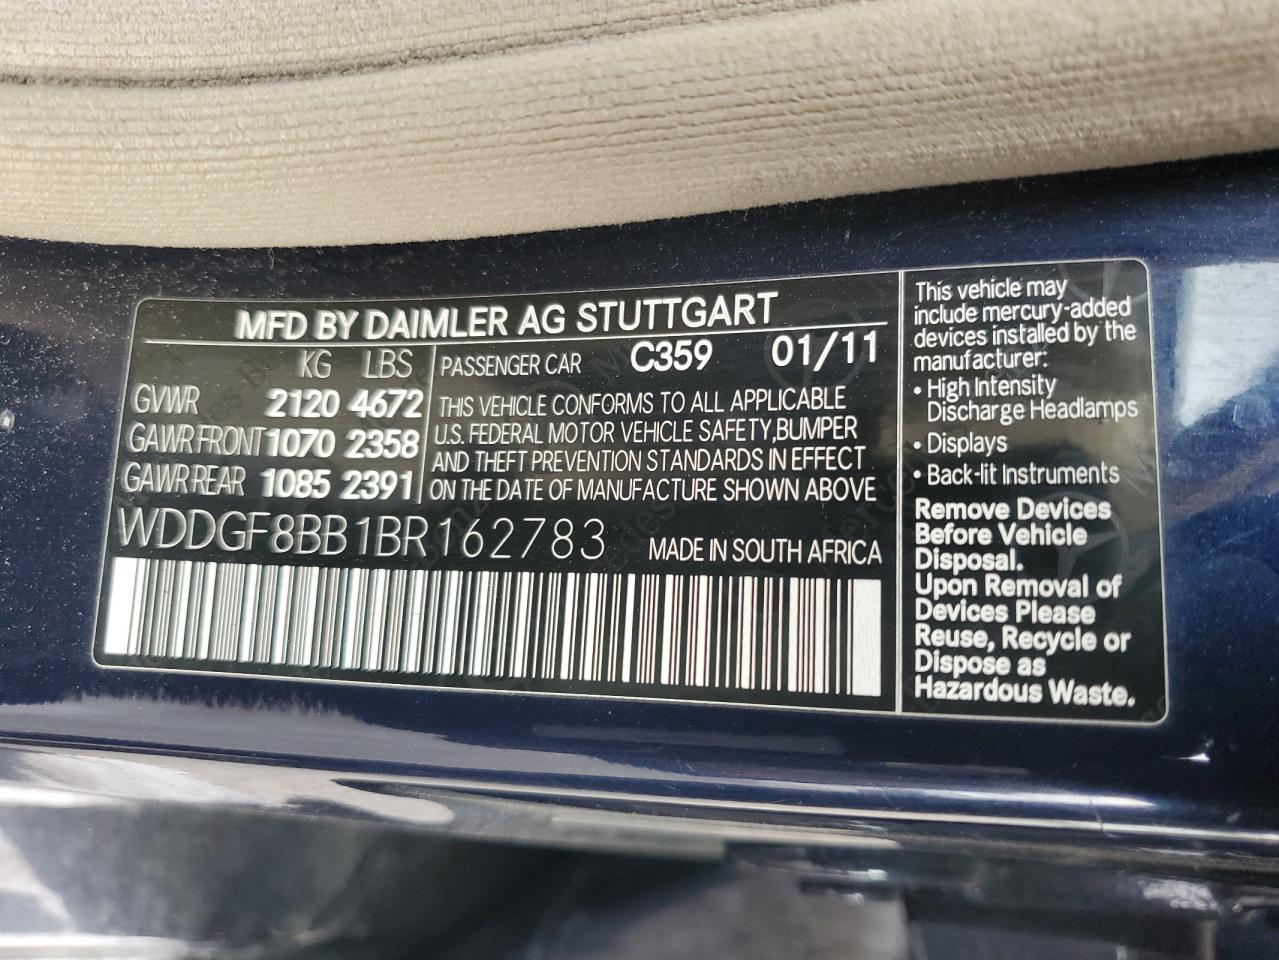 MFD BY DAIMLER AG STUTTGART
KG LBS
GVWR 2120 4672
GAWR FRONT 1070 2358
GAWR REAR 1085 2391
PASSENGER CAR C359 01/11
THIS VEHICLE CONFORMS TO ALL APPLICABLE
U.S. FEDERAL MOTOR VEHICLE SAFETY,BUMPER
AND THEFT PREVENTION STANDARDS IN EFFECT
ON THE DATE OF MANUFACTURE SHOWN ABOVE
WDDGF8BB1BR162783
MADE IN SOUTH AFRICA
This vehicle may
include mercury-added
devices installed by the
manufacturer:
• High Intensity
Discharge Headlamps
• Displays
• Back-lit Instruments
Remove Devices
Before Vehicle
Disposal.
Upon Removal of
Devices Please
Reuse, Recycle or
Dispose as
Hazardous Waste.